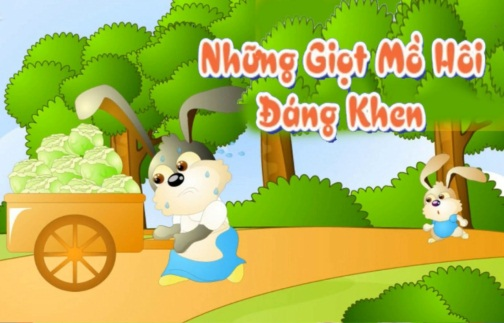 Những Giọt Mồ Hôi
Đáng Khen